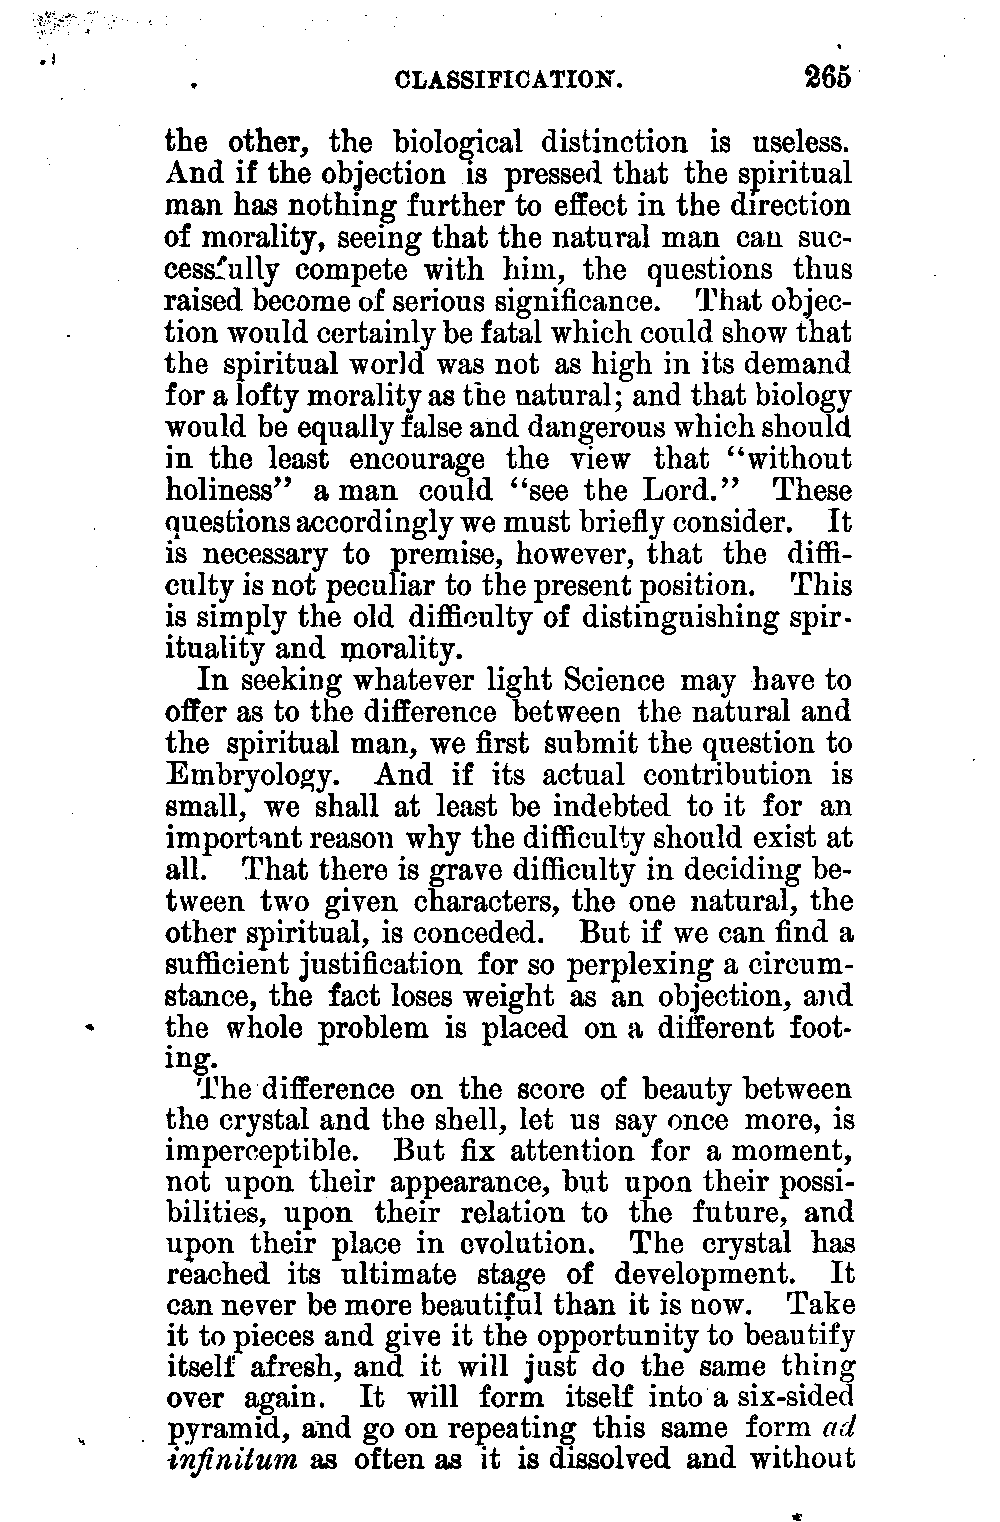 CLASSIFICATION. 265
the other, the biological distinction is useless.
And if the objection is pressed that the spiritual
man has nothing further to effect in the direction
of morality, seeing that the natural man can suc-
cessfully compete with him, the questions thus
raised become of serious significance. That objec-
tion would certainly be fatal which could show that
the spiritual world was not as high in its demand
for a lofty morality as the natural; and that biology
would be equally false and dangerous which should
in the least encourage the view that “without
holiness” a man could “see the Lord.” These
questions accordingly we must briefly consider. It
is necessary to premise, however, that the diffi-
culty is not peculiar to the present position. This
is simply the old difficulty of distinguishing spir-
ituality and morality.
In seeking whatever light Science may have to
offer as to the difference between the natural and
the spiritual man, we first submit the question to
Embryology. And if its actual contribution is
small, we shall at least be indebted to it for an
important reason why the difficulty should exist at
all. That there is grave difficulty in deciding be-
tween two given characters, the one natural, the
other spiritual, is conceded. But if we can find a
sufficient justification for so perplexing a circum-
stance, the fact loses weight as an objection, and
the whole problem is placed on a different foot-
ing.
The difference on the score of beauty between
the crystal and the shell, let us say once more, is
imperceptible. But fix attention for a moment,
not upon their appearance, but upon their possi-
bilities, upon their relation to the future, and
upon their place in evolution. The crystal has
reached its ultimate stage of development. It
can never be more beautiful than it is now. Take
it to pieces and give it the opportunity to beautify
itself afresh, and it will just do the same thing
over again. It will form itself into a six-sided
pyramid, and go on repeating this same form ad
infinitum as often as it is dissolved and without